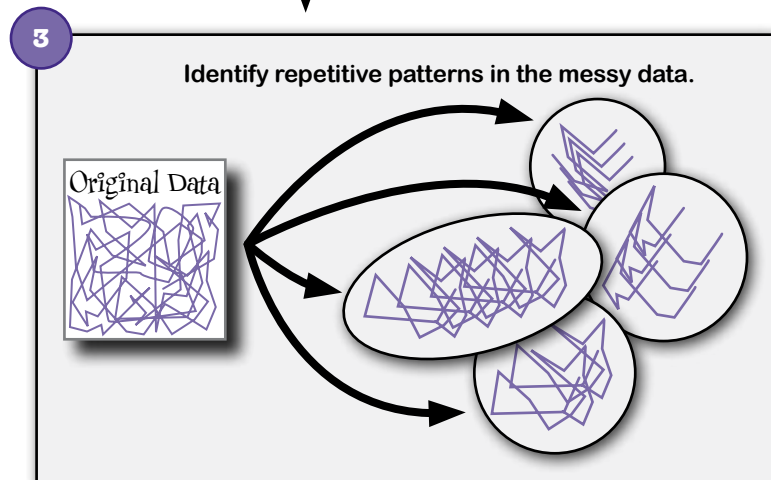 3
Identify repetitive patterns in the messy data.
Original Data